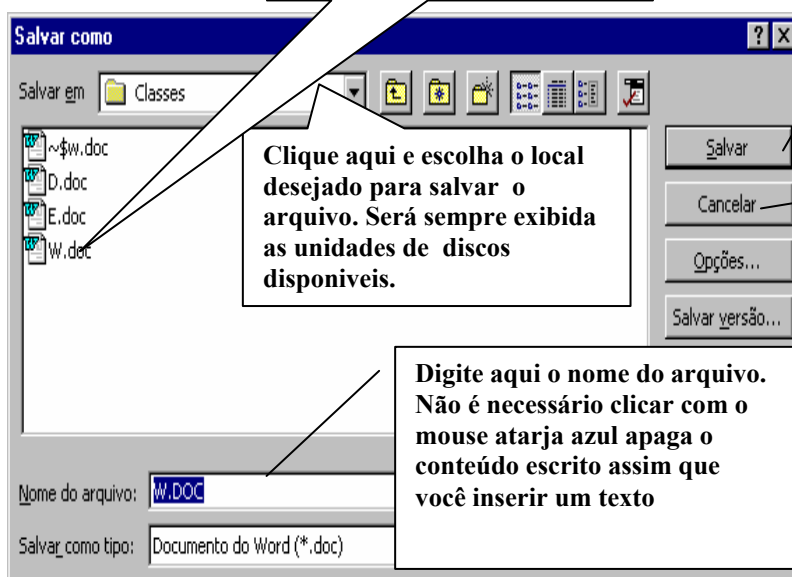 Salvar como
Salvar em Classes
~$w.doc
D.doc
E.doc
W.doc
Clique aqui e escolha o local
desejado para salvar o
arquivo. Será sempre exibida
as unidades de discos
disponiveis.
Salvar
Cancelar
Opções...
Salvar versão...
Digite aqui o nome do arquivo.
Não é necessário clicar com o
mouse atarja azul apaga o
conteúdo escrito assim que
você inserir um texto
Nome do arquivo: W.DOC
Salvar como tipo: Documento do Word (*.doc)